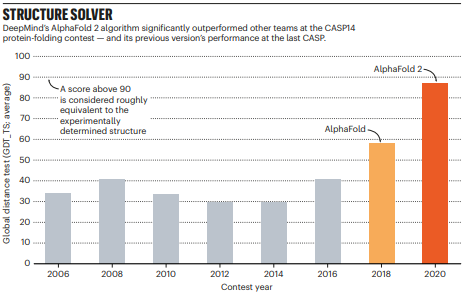 STRUCTURE SOLVER
DeepMind's AlphaFold 2 algorithm significantly outperformed other teams at the CASP14
protein-folding contest — and its previous version's performance at the last CASP.
Global distance test (GDT_TS; average)
100
90
80
70
60
50
40
30
20
10
0
A score above 90
is considered roughly
equivalent to the
experimentally
determined structure
AlphaFold
AlphaFold 2
2006 2008 2010 2012 2014 2016 2018 2020
Contest year